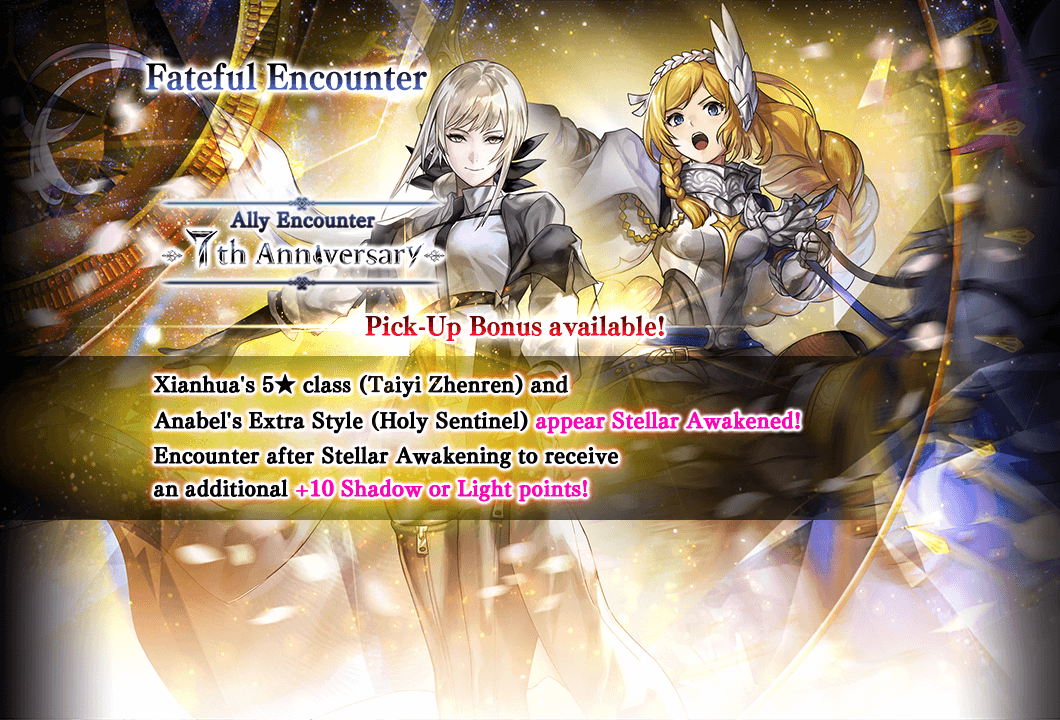 Fateful Encounter
Ally Encounter
7th Anniversary
Pick-Up Bonus available!
Xianhua's 5★ class (Taiyi Zhenren) and
Anabel's Extra Style (Holy Sentinel) appear Stellar Awakened!
Encounter after Stellar Awakening to receive
an additional +10 Shadow or Light points!